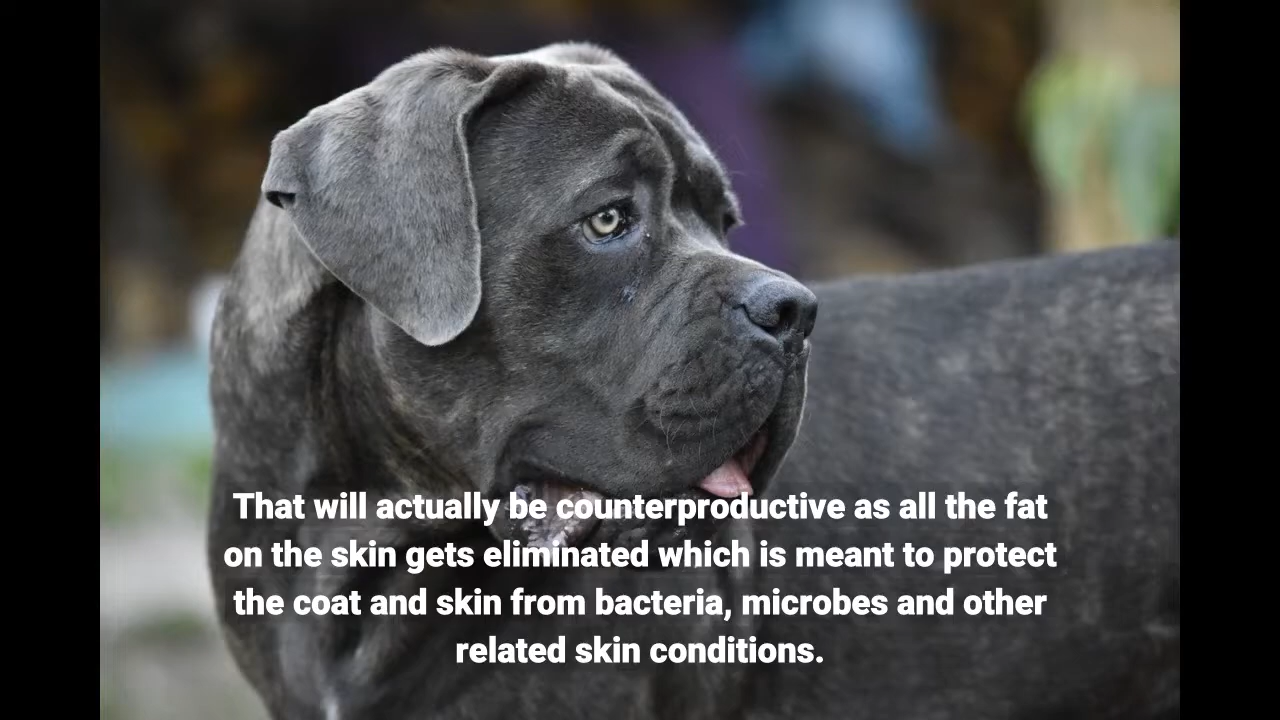 That will actually be counterproductive as all the fat
on the skin gets eliminated which is meant to protect
the coat and skin from bacteria, microbes and other
related skin conditions.